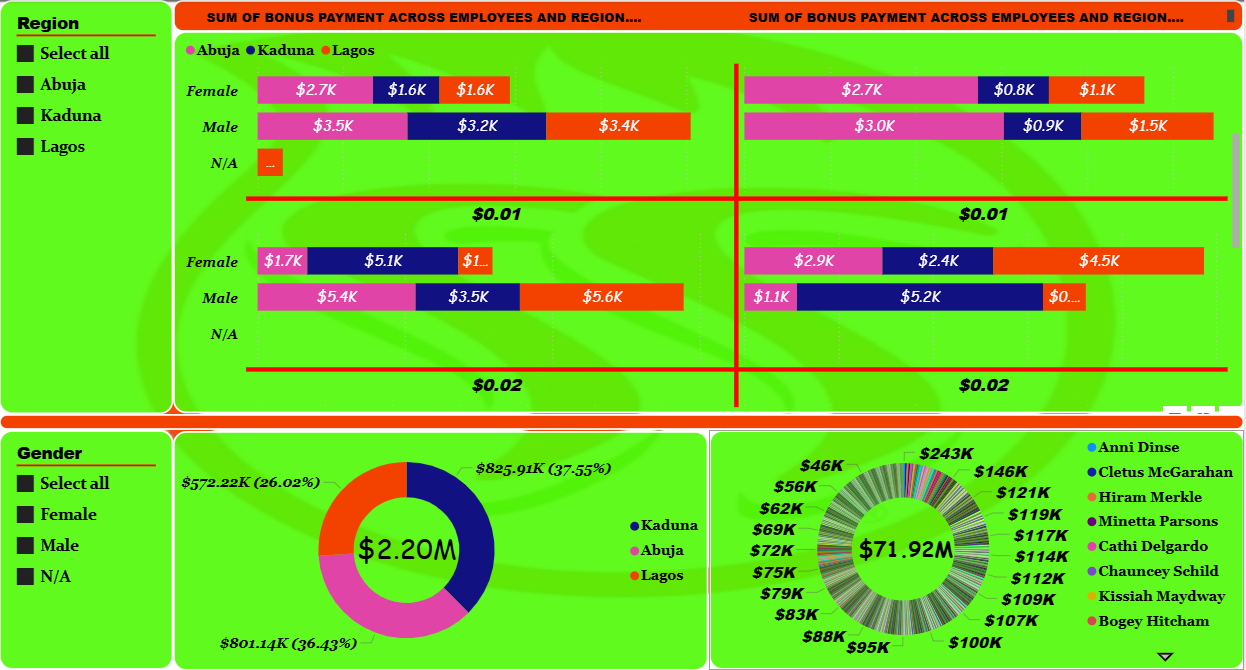 Region
Select all
Abuja
Kaduna
Lagos
SUM OF BONUS PAYMENT ACROSS EMPLOYEES AND REGION.... SUM OF BONUS PAYMENT ACROSS EMPLOYEES AND REGION....
Abuja Kaduna Lagos
Female $2.7K $1.6K $1.6K $2.7K $0.8K $1.1K
Male $3.5K $3.2K $3.4K $3.0K $0.9K $1.5K
N/A ...
$0.01 $0.01
Female $1.7K $5.1K $1... $2.9K $2.4K $4.5K
Male $5.4K $3.5K $5.6K $1.1K $5.2K $0....
N/A
$0.02 $0.02
Gender
Select all
Female
Male
N/A
$825.91K (37.55%)
$572.22K (26.02%)
$2.20M
$801.14K (36.43%)
Kaduna
Abuja
Lagos
$243K
$146K
$121K
$119K
$117K
$114K
$112K
$109K
$107K
$100K
$95K
$88K
$83K
$79K
$75K
$72K
$69K
$62K
$56K
$46K
$71.92M
Anni Dinse
Cletus McGarahan
Hiram Merkle
Minetta Parsons
Cathi Delgardo
Chauncey Schild
Kissiah Maydway
Bogey Hitcham